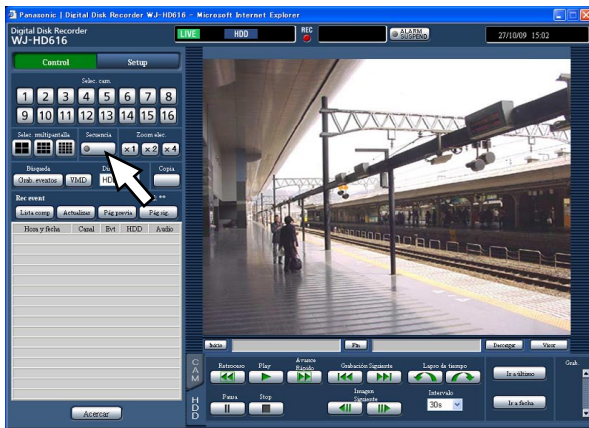 Panasonic | Digital Disk Recorder WJ-HD616 - Microsoft Internet Explorer
Digital Disk Recorder
WJ-HD616
LIVE HDD REC ALARM SUSPEND 27/10/09 15:02
Control Setup
Selec. cam.
1 2 3 4 5 6 7 8
9 10 11 12 13 14 15 16
Selec. multipantalla Secuencia Zoom elec.
x1 x2 x4
Búsqueda Copia
Grab. eventos VMD HD
Rec event : **
Lista comp Actualizar Pág previa Pág sig.
Hora y fecha Canal Evt HDD Audio
Acercar
Inicio Fin Descargar Visor
CAM
HDD
Retroceso Play Avance Rápido Grabación Siguiente Lapso de tiempo Ir a último Grab.
Pausa Stop Imagen Siguiente Intervalo Ir a fecha
30s